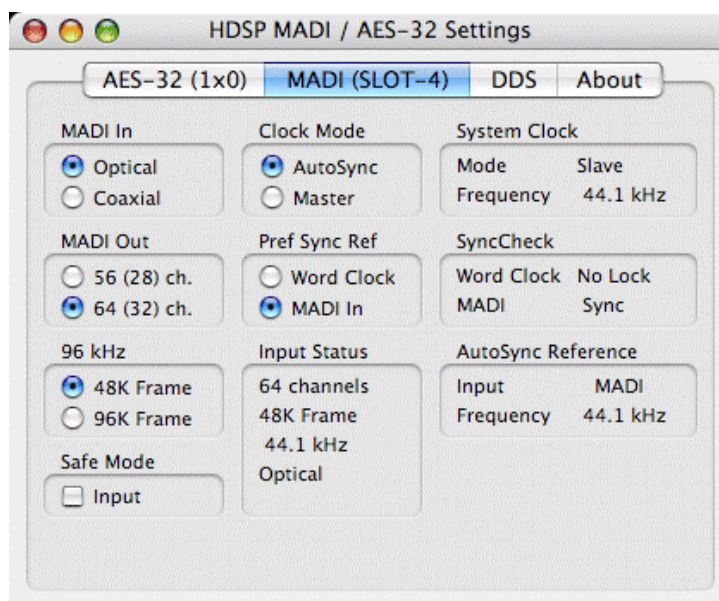 HDSP MADI / AES-32 Settings
AES-32 (1x0) MADI (SLOT-4) DDS About
MADI In
Optical
Coaxial
Clock Mode
AutoSync
Master
System Clock
Mode Slave
Frequency 44.1 kHz
MADI Out
56 (28) ch.
64 (32) ch.
Pref Sync Ref
Word Clock
MADI In
SyncCheck
Word Clock No Lock
MADI Sync
96 kHz
48K Frame
96K Frame
Input Status
64 channels
48K Frame
44.1 kHz
Optical
AutoSync Reference
Input MADI
Frequency 44.1 kHz
Safe Mode
Input